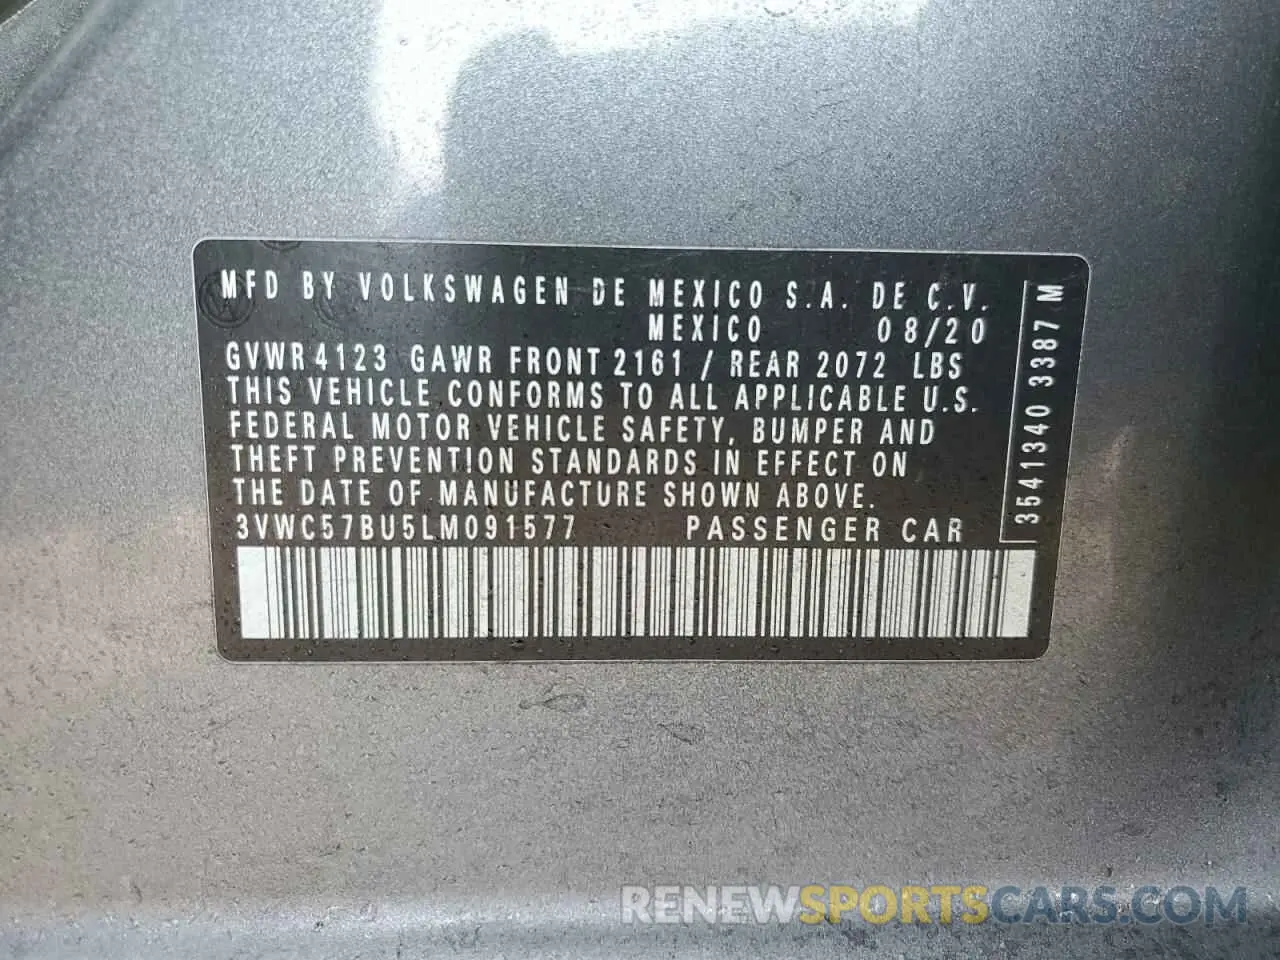 MFD BY VOLKSWAGEN DE MEXICO S.A. DE C.V.
MEXICO 08/20
GVWR 4123 GAWR FRONT 2161 / REAR 2072 LBS
THIS VEHICLE CONFORMS TO ALL APPLICABLE U.S.
FEDERAL MOTOR VEHICLE SAFETY, BUMPER AND
THEFT PREVENTION STANDARDS IN EFFECT ON
THE DATE OF MANUFACTURE SHOWN ABOVE.
3VWC57BU5LM091577 PASSENGER CAR
3541340 3387 M
RENEWSPORTSCARS.COM